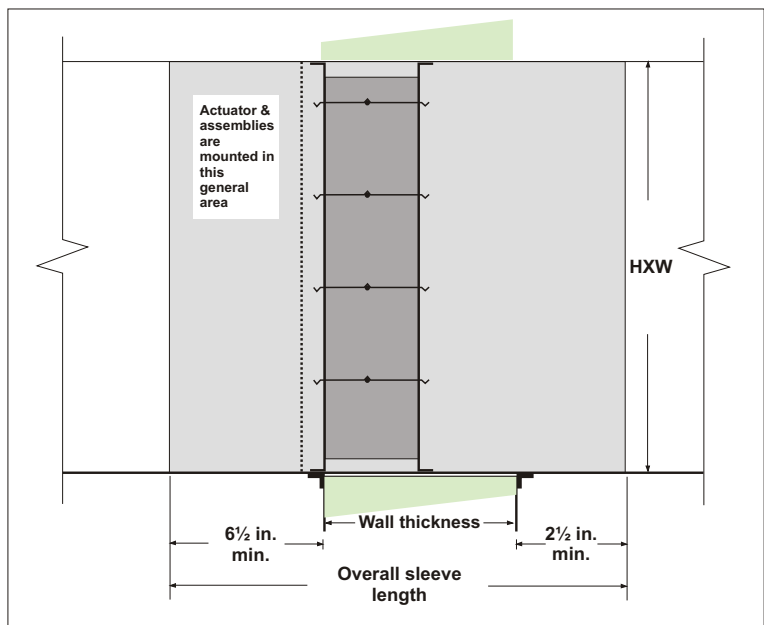 Actuator &
assemblies
are
mounted in
this
general
area
HXW
Wall thickness
6½ in.
min.
2½ in.
min.
Overall sleeve
length